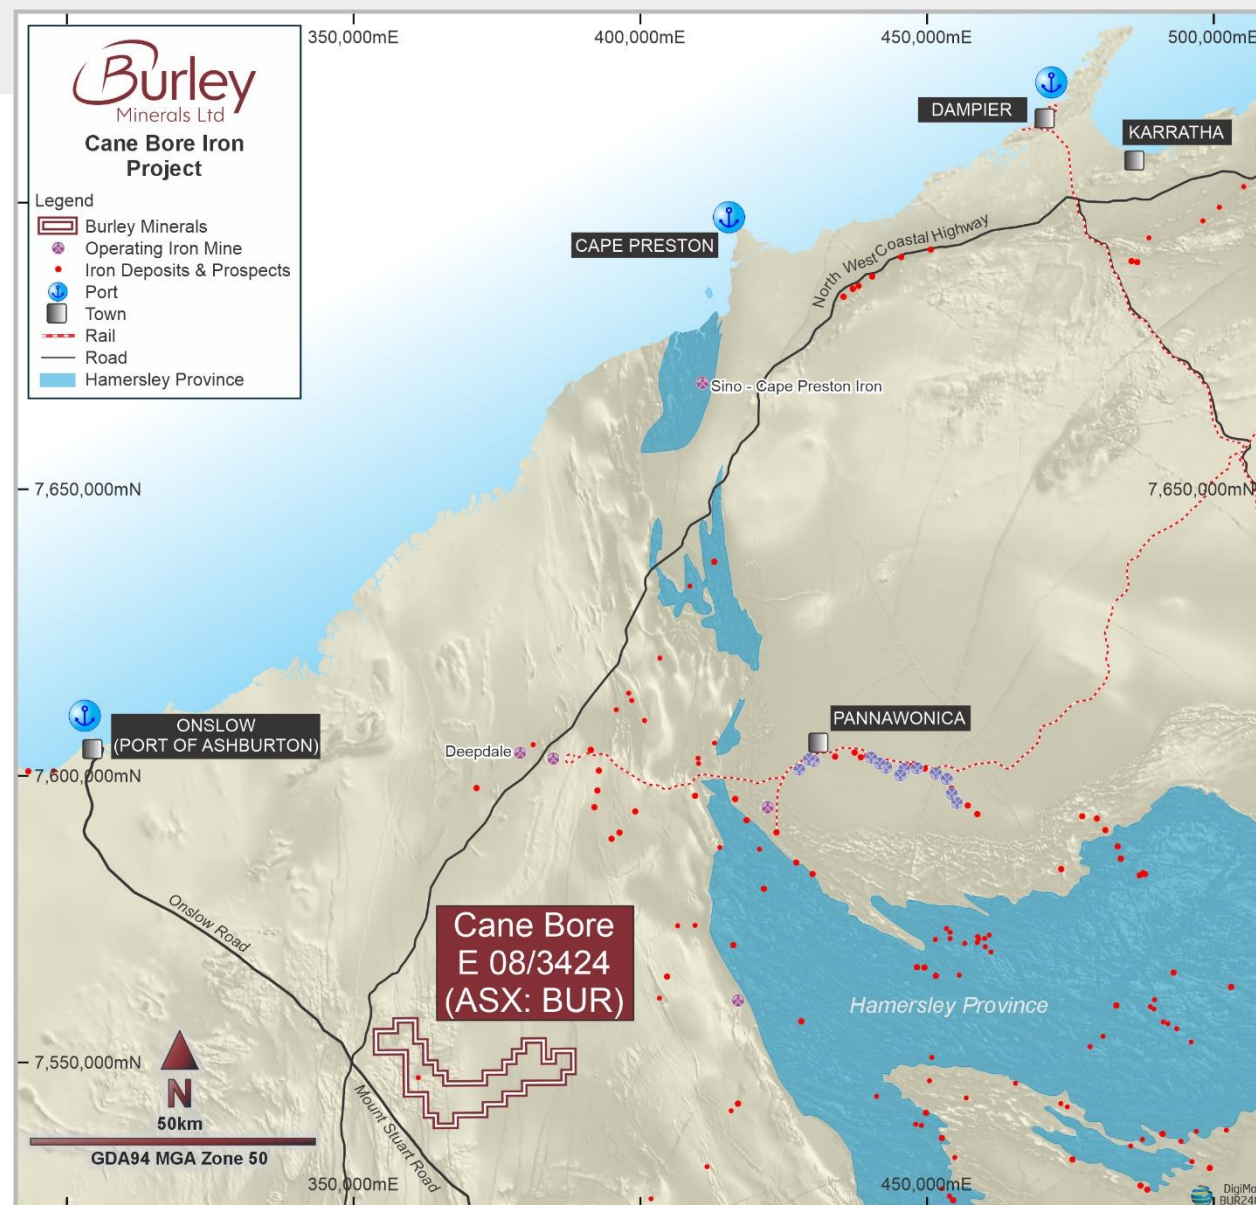 350,000mE
400,000mE
450,000mE
500,000mE
Burley
Minerals Ltd
Cane Bore Iron
Project
Legend
Burley Minerals
Operating Iron Mine
Iron Deposits & Prospects
Port
Town
Rail
Road
Hamersley Province
DAMPIER
KARRATHA
CAPE PRESTON
North West Coastal Highway
Sino - Cape Preston Iron
7,650,000mN
7,650,000mN
ONSLOW
(PORT OF ASHBURTON)
PANNAWONICA
Deepdale
7,600,000mN
Onslow Road
Cane Bore
E 08/3424
(ASX: BUR)
Hamersley Province
7,550,000mN
N
50km
GDA94 MGA Zone 50
Mount Stuart Road
350,000mE
450,000mE